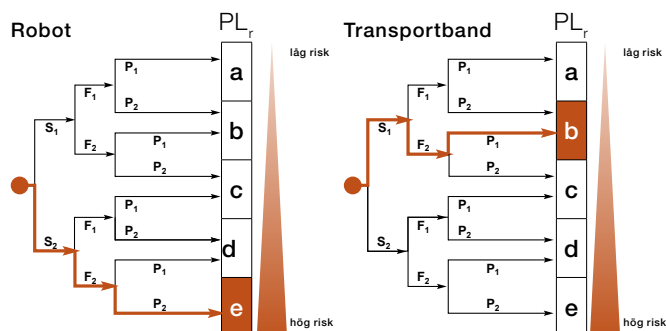 Robot
PLr
låg risk
P1
a
F1
P2
S1
b
F2
P1
P2
c
P1
F1
S2
P2
d
F2
P1
P2
e
hög risk
Transportband
PLr
låg risk
P1
a
F1
P2
S1
b
F2
P1
P2
c
P1
F1
S2
P2
d
F2
P1
P2
e
hög risk